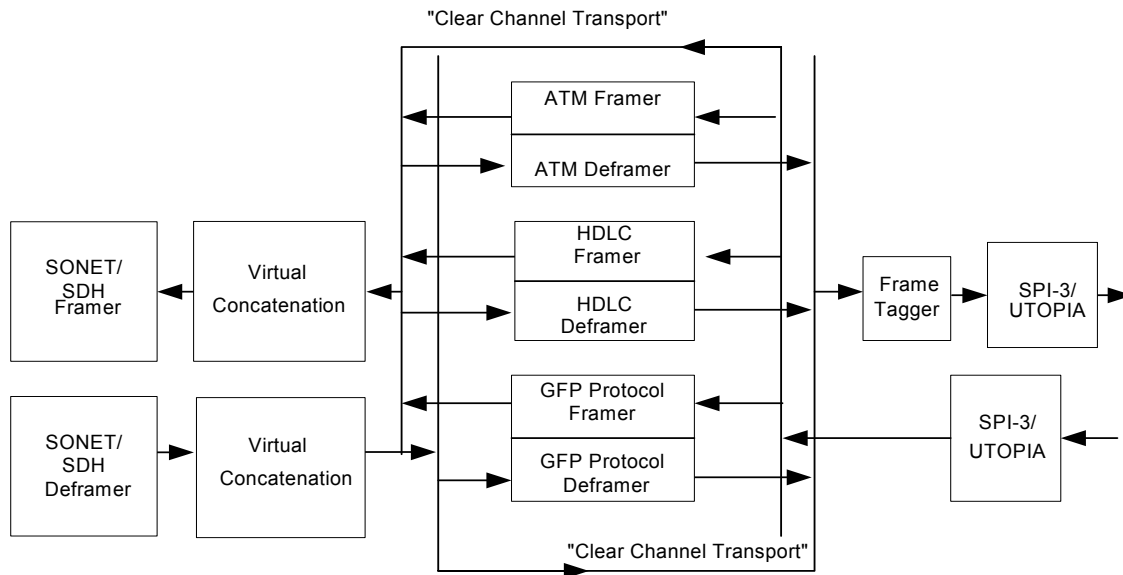 "Clear Channel Transport"
ATM Framer
ATM Deframer
HDLC
Framer
HDLC
Deframer
GFP Protocol
Framer
GFP Protocol
Deframer
SONET/
SDH
Framer
Virtual
Concatenation
Frame
Tagger
SPI-3/
UTOPIA
SONET/
SDH
Deframer
Virtual
Concatenation
SPI-3/
UTOPIA
"Clear Channel Transport"